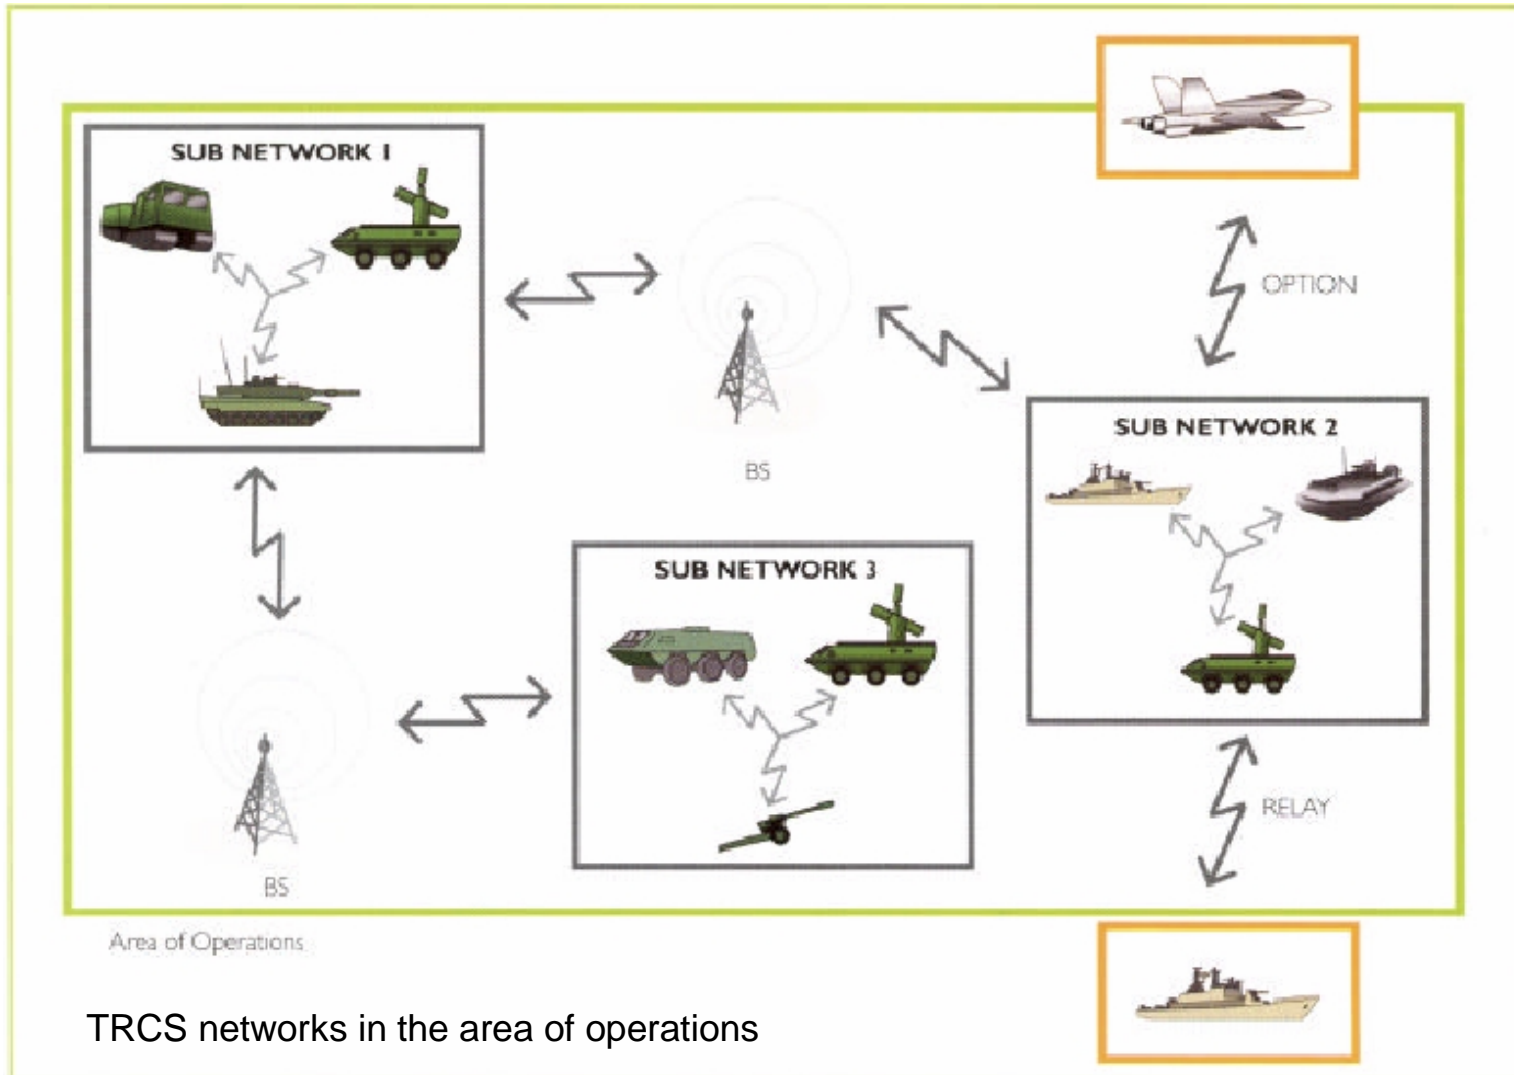 SUB NETWORK 1
OPTION
SUB NETWORK 2
BS
SUB NETWORK 3
RELAY
BS
Area of Operations
TRCS networks in the area of operations